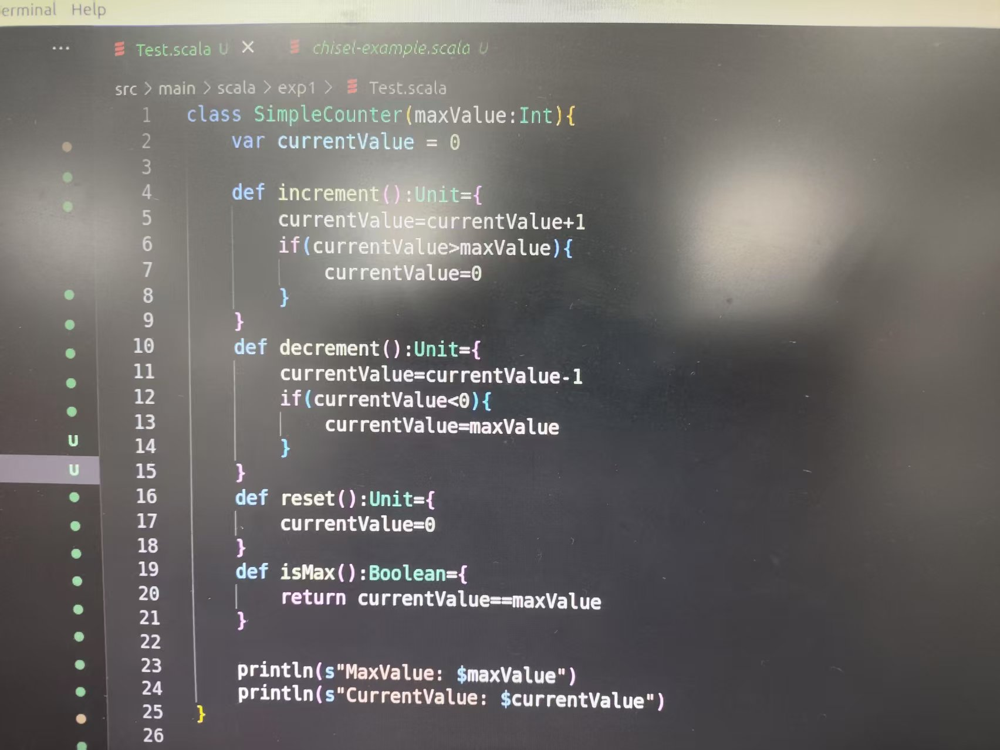 erminal Help
... Test.scala U X chisel-example.scala U
src > main > scala > exp1 > Test.scala
1 class SimpleCounter(maxValue:Int){
2     var currentValue = 0
3
4     def increment():Unit={
5         currentValue=currentValue+1
6         if(currentValue>maxValue){
7             currentValue=0
8         }
9     }
10     def decrement():Unit={
11         currentValue=currentValue-1
12         if(currentValue<0){
13             currentValue=maxValue
14         }
15     }
16     def reset():Unit={
17         currentValue=0
18     }
19     def isMax():Boolean={
20         return currentValue==maxValue
21     }
22
23     println(s"MaxValue: $maxValue")
24     println(s"CurrentValue: $currentValue")
25 }
26
U
U